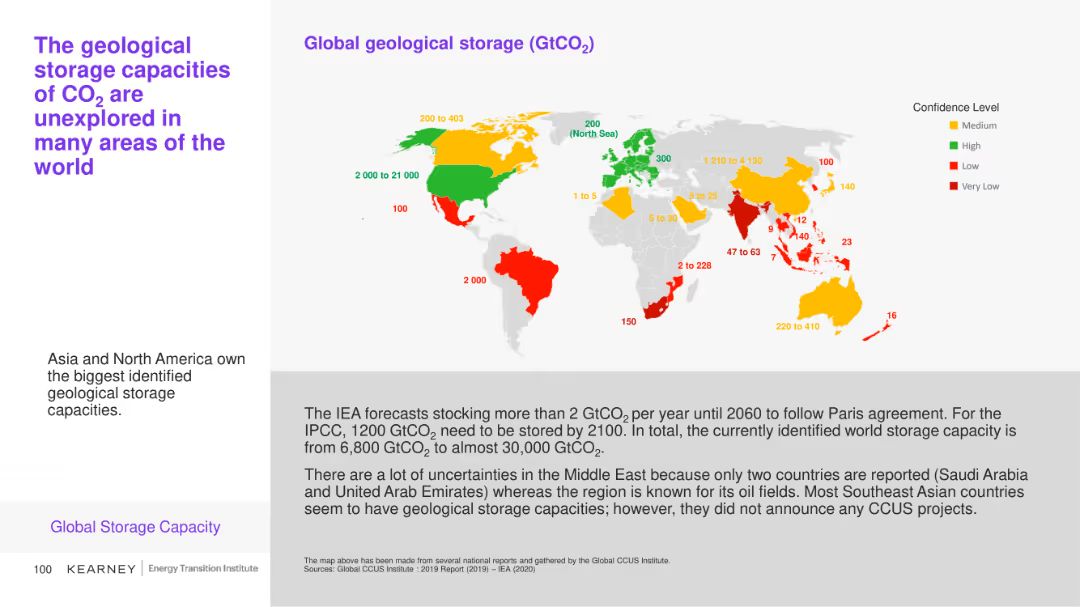 The geological
storage capacities
of CO2 are
unexplored in
many areas of the
world
Asia and North America own
the biggest identified
geological storage
capacities.
Global Storage Capacity
100 KEARNEY Energy Transition Institute
Global geological storage (GtCO2)
Confidence Level
Medium
High
Low
Very Low
200 to 403
200
(North Sea)
300
1 210 to 4 130
100
2 000 to 21 000
140
1 to 5
5 to 25
100
5 to 30
12
9
140
23
47 to 63
7
2 to 228
2 000
150
16
220 to 410
The IEA forecasts stocking more than 2 GtCO2 per year until 2060 to follow Paris agreement. For the
IPCC, 1200 GtCO2 need to be stored by 2100. In total, the currently identified world storage capacity is
from 6,800 GtCO2 to almost 30,000 GtCO2.
There are a lot of uncertainties in the Middle East because only two countries are reported (Saudi Arabia
and United Arab Emirates) whereas the region is known for its oil fields. Most Southeast Asian countries
seem to have geological storage capacities; however, they did not announce any CCUS projects.
The map above has been made from several national reports and gathered by the Global CCUS Institute.
Sources: Global CCUS Institute : 2019 Report (2019) – IEA (2020)